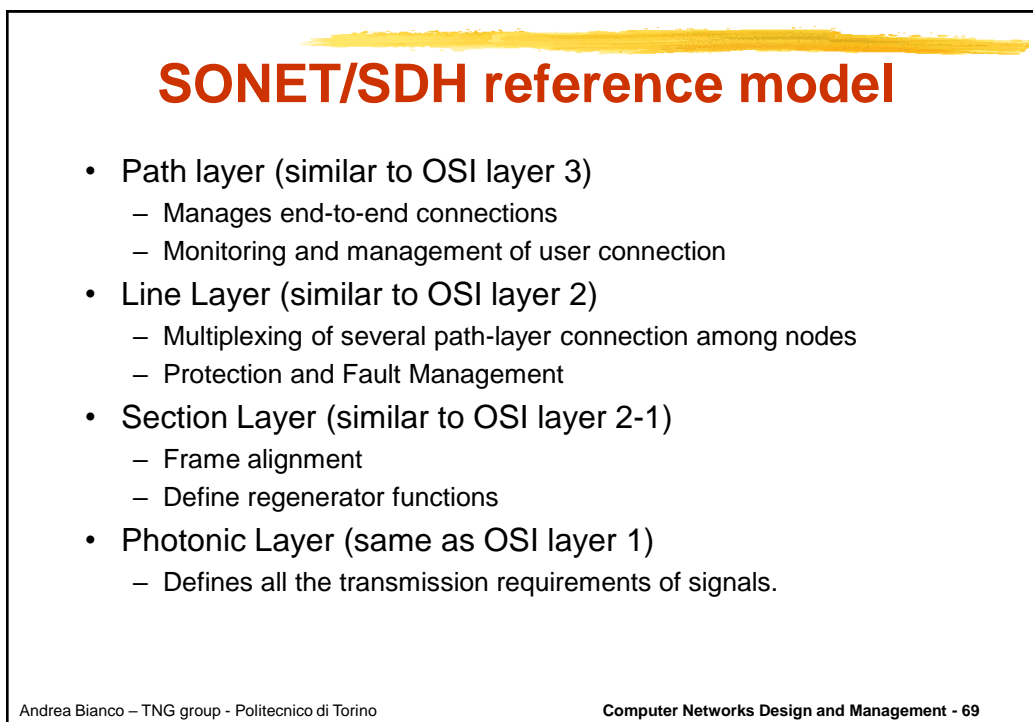 SONET/SDH reference model
• Path layer (similar to OSI layer 3)
– Manages end-to-end connections
– Monitoring and management of user connection
• Line Layer (similar to OSI layer 2)
– Multiplexing of several path-layer connection among nodes
– Protection and Fault Management
• Section Layer (similar to OSI layer 2-1)
– Frame alignment
– Define regenerator functions
• Photonic Layer (same as OSI layer 1)
– Defines all the transmission requirements of signals.
Andrea Bianco – TNG group - Politecnico di Torino
Computer Networks Design and Management - 69